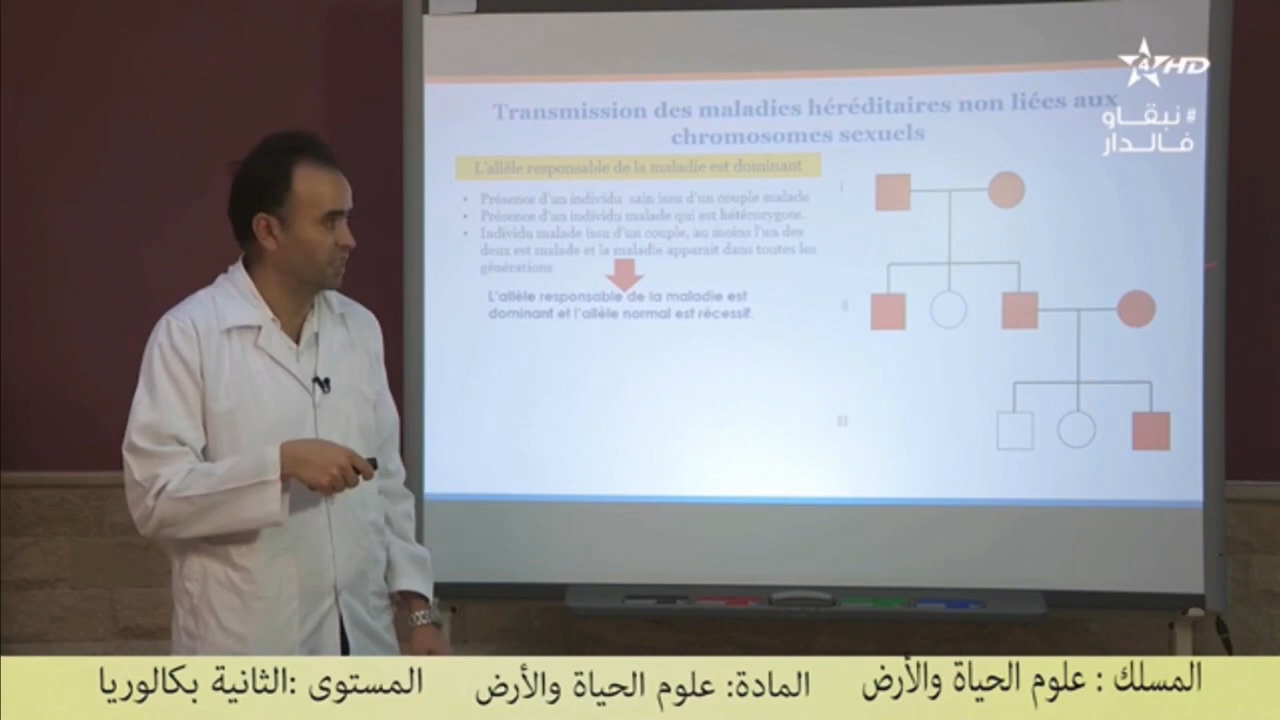 4 HD
#نبقاو
فالدار
Transmission des maladies héréditaires non liées aux
chromosomes sexuels
L'allèle responsable de la maladie est dominant
• Présence d'un individu sain issu d'un couple malade
• Présence d'un individu malade qui est hétérozygote.
• Individu malade issu d'un couple, au moins l'un des
deux est malade et la maladie apparait dans toutes les
générations
L'allèle responsable de la maladie est
dominant et l'allèle normal est récessif.
I
II
III
المسلك : علوم الحياة والأرض
المادة: علوم الحياة والأرض
المستوى :الثانية بكالوريا